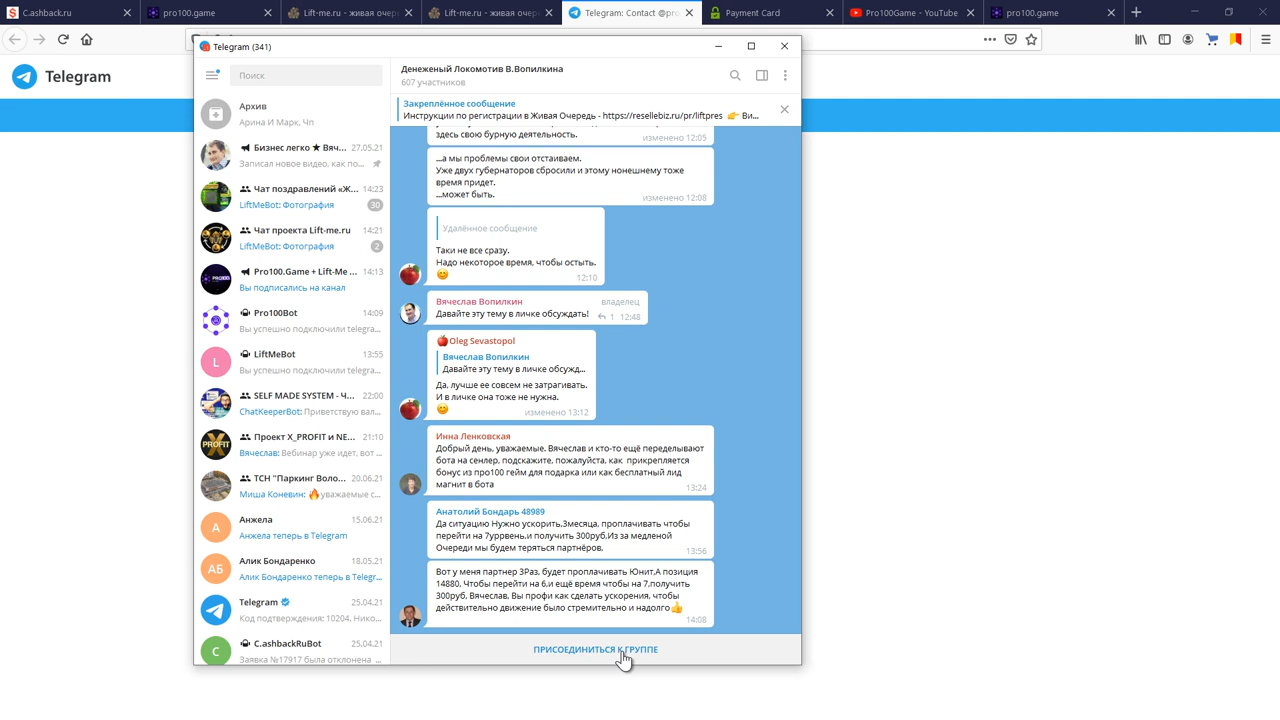 C.ashback.ru
pro100.game
Lift-me.ru - живая очер
Lift-me.ru - живая очер
Telegram: Contact @pro
Payment Card
Pro100Game - YouTube
pro100.game
Telegram
Telegram (341)
Поиск
Архив
Арина И Марк, Чп
Бизнес легко ★ Вяч... 27.05.21
Записал новое видео, как по...
Чат поздравлений «Ж... 14:23
LiftMeBot: Фотография 30
Чат проекта Lift-me.ru 14:21
LiftMeBot: Фотография 2
Pro100.Game + Lift-Me ... 14:13
Вы подписались на канал
Pro100Bot 14:09
Вы успешно подключили telegra...
LiftMeBot 13:55
Вы успешно подключили telegra...
SELF MADE SYSTEM - Ч... 22:00
ChatKeeperBot: Приветствую вал...
Проект X_PROFIT и NE... 21:10
Вячеслав: Вебинар уже идет, вот ...
ТСН "Паркинг Воло... 20.06.21
Миша Коневин: 🔥уважаемые с...
Анжела 15.06.21
Анжела теперь в Telegram
Алик Бондаренко 18.05.21
Алик Бондаренко теперь в Telegr...
Telegram 25.04.21
Код подтверждения: 10204. Нико...
C.ashbackRuBot 25.04.21
Заявка №17917 была отклонена ...
L
PROFIT
А
АБ
C
Денеженый Локомотив В.Вопилкина
607 участников
Закреплённое сообщение
Инструкции по регистрации в Живая Очередь - https://resellebiz.ru/pr/liftpres 👉 Ви...
здесь свою бурную деятельность.
изменено 12:05
...а мы проблемы свои отстаиваем.
Уже двух губернаторов сбросили и этому нонешнему тоже
время придет.
...может быть.
изменено 12:08
Удалённое сообщение
Таки не все сразу.
Надо некоторое время, чтобы остыть.
😊
12:10
Вячеслав Вопилкин владелец
Давайте эту тему в личке обсуждать! 1 12:48
🍎Oleg Sevastopol
Вячеслав Вопилкин
Давайте эту тему в личке обсужд...
Да, лучше ее совсем не затрагивать.
И в личке она тоже не нужна.
😊
изменено 13:12
Инна Ленковская
Добрый день, уважаемые. Вячеслав и кто-то ещё переделывают
бота на сенлер, подскажите, пожалуйста, как прикрепляется
бонус из про100 гейм для подарка или как бесплатный лид
магнит в бота
13:24
Анатолий Бондарь 48989
Да ситуацию Нужно ускорить,3месяца, проплачивать чтобы
перейти на 7уррвень,и получить 300руб,Из за медленой
Очереди мы будем теряться партнёров,
13:56
Вот у меня партнер 3Раз, будет проплачивать Юнит,А позиция
14880, Чтобы перейти на 6,и ещё время чтобы на 7,получить
300руб. Вячеслав, Вы профи как сделать ускорения, чтобы
действительно движение было стремительно и надолго👍
14:08
ПРИСОЕДИНИТЬСЯ К ГРУППЕ